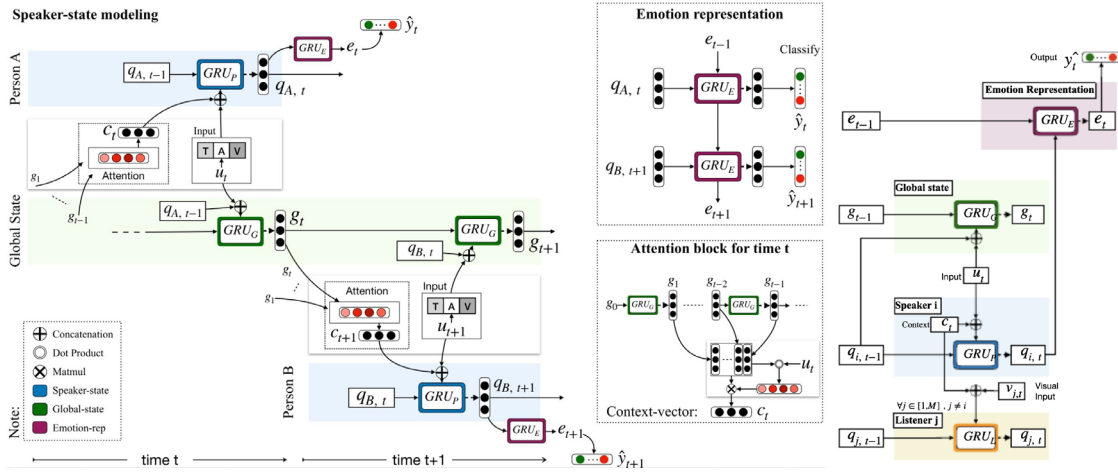 Speaker-state modeling
Person A
q_{A, t−1}
GRU_P
q_{A, t}
GRU_E
e_t
ŷ_t
c_t
Attention
g_1
g_{t−1}
Input
T A V
u_t
Global State
q_{A, t−1}
GRU_G
g_t
q_{B, t}
GRU_G
g_{t+1}
g_t
g_1
Attention
c_{t+1}
Input
T A V
u_{t+1}
Person B
q_{B, t}
GRU_P
q_{B, t+1}
GRU_E
e_{t+1}
ŷ_{t+1}
Note:
Concatenation
Dot Product
Matmul
Speaker-state
Global-state
Emotion-rep
time t
time t+1
Emotion representation
e_{t−1}
Classify
q_{A, t}
GRU_E
ŷ_t
q_{B, t+1}
GRU_E
ŷ_{t+1}
e_{t+1}
Attention block for time t
g_0
GRU_G
g_1
g_{t−2}
GRU_G
g_{t−1}
u_t
Context-vector:
c_t
Output
ŷ_t
Emotion Representation
e_{t−1}
GRU_E
e_t
Global state
g_{t−1}
GRU_G
g_t
Input
u_t
Speaker i
Context
c_t
q_{i, t−1}
GRU_P
q_{i, t}
v_{j,t}
Visual
Input
∀j ∈ [1,M] , j ≠ i
Listener j
q_{j, t−1}
GRU_L
q_{j, t}